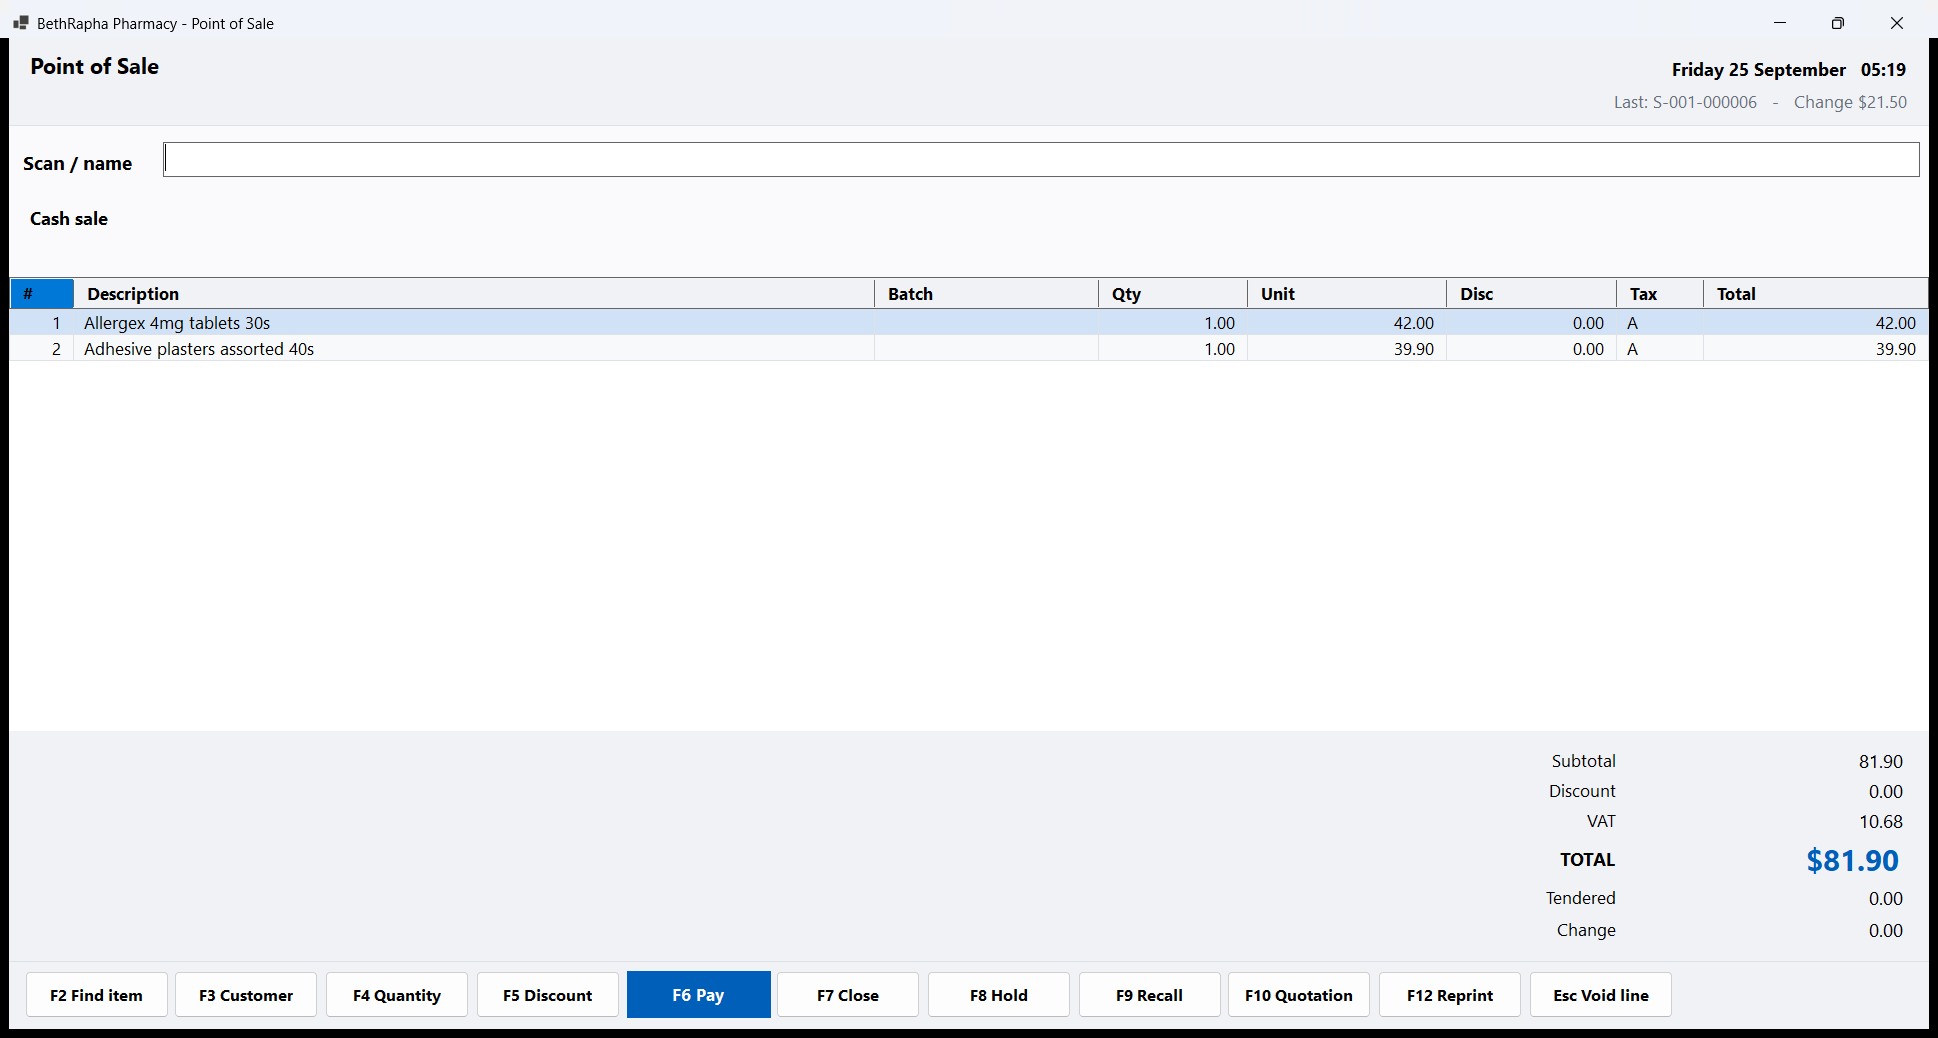 BethRapha Pharmacy - Point of Sale
Point of Sale
Friday 25 September 05:19
Last: S-001-000006 - Change $21.50
Scan / name
Cash sale
# Description Batch Qty Unit Disc Tax Total
1 Allergex 4mg tablets 30s 1.00 42.00 0.00 A 42.00
2 Adhesive plasters assorted 40s 1.00 39.90 0.00 A 39.90
Subtotal 81.90
Discount 0.00
VAT 10.68
TOTAL $81.90
Tendered 0.00
Change 0.00
F2 Find item F3 Customer F4 Quantity F5 Discount F6 Pay F7 Close F8 Hold F9 Recall F10 Quotation F12 Reprint Esc Void line